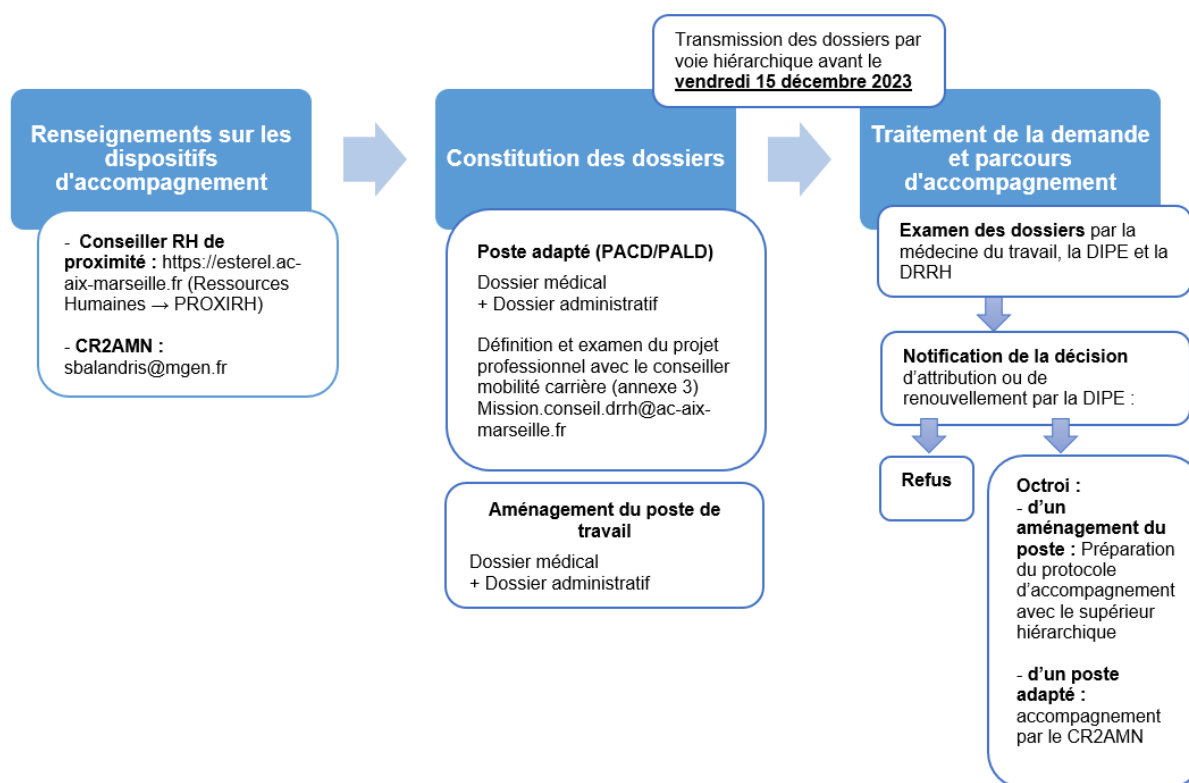 Transmission des dossiers par
voie hiérarchique avant le
vendredi 15 décembre 2023
Renseignements sur les
dispositifs
d'accompagnement
- Conseiller RH de
proximité : https://esterel.ac-
aix-marseille.fr (Ressources
Humaines → PROXIRH)
- CR2AMN :
sbalandris@mgen.fr
Constitution des dossiers
Poste adapté (PACD/PALD)
Dossier médical
+ Dossier administratif
Définition et examen du projet
professionnel avec le conseiller
mobilité carrière (annexe 3)
Mission.conseil.drrh@ac-aix-
marseille.fr
Aménagement du poste de
travail
Dossier médical
+ Dossier administratif
Traitement de la demande
et parcours
d'accompagnement
Examen des dossiers par la
médecine du travail, la DIPE et la
DRRH
Notification de la décision
d’attribution ou de
renouvellement par la DIPE :
Refus
Octroi :
- d’un
aménagement du
poste : Préparation
du protocole
d’accompagnement
avec le supérieur
hiérarchique
- d’un poste
adapté :
accompagnement
par le CR2AMN